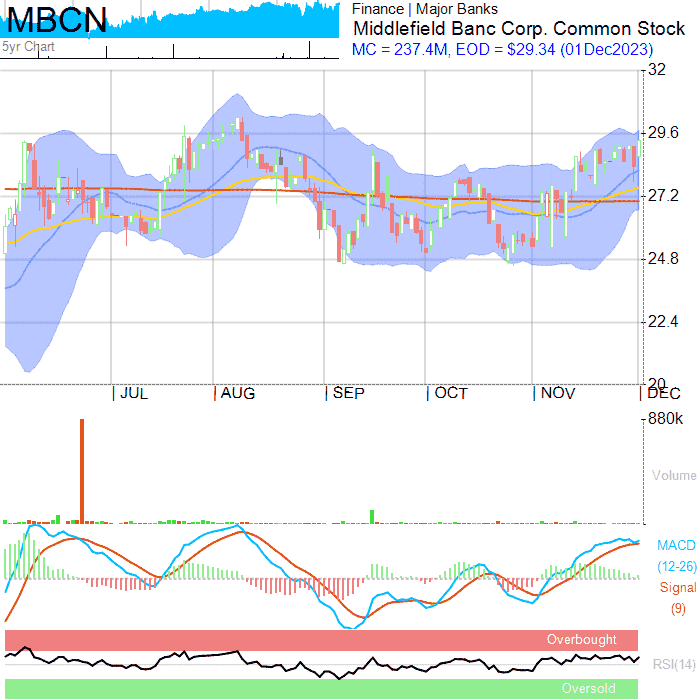 MBCN
5yr Chart
Finance | Major Banks
Middlefield Banc Corp. Common Stock
MC = 237.4M, EOD = $29.34 (01Dec2023)
32
29.6
27.2
24.8
22.4
20
JUL AUG SEP OCT NOV DEC
880k
Volume
MACD
(12-26)
Signal
(9)
Overbought
RSI(14)
Oversold